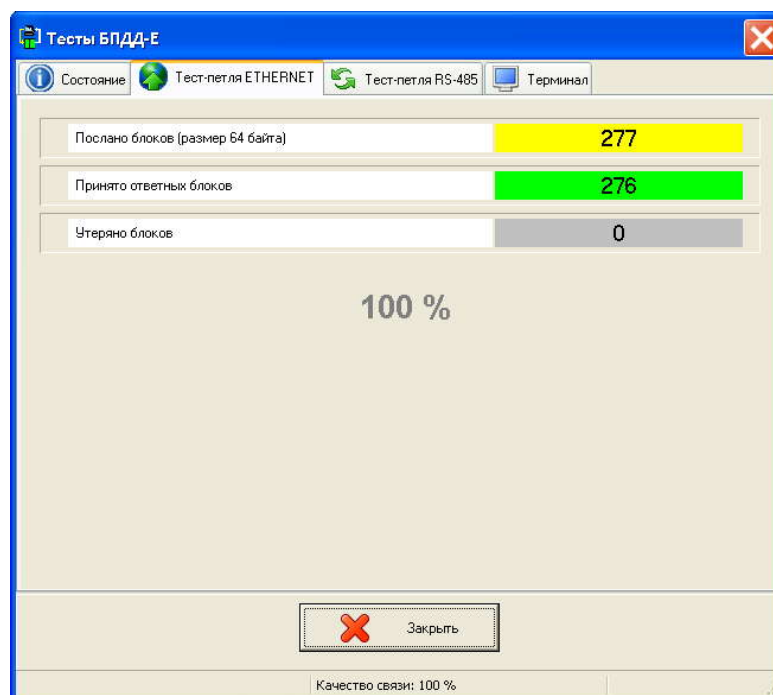 Тесты БПДД-Е
Состояние Тест-петля ETHERNET Тест-петля RS-485 Терминал
Послано блоков (размер 64 байта) 277
Принято ответных блоков 276
Утеряно блоков 0
100 %
Закрыть
Качество связи: 100 %